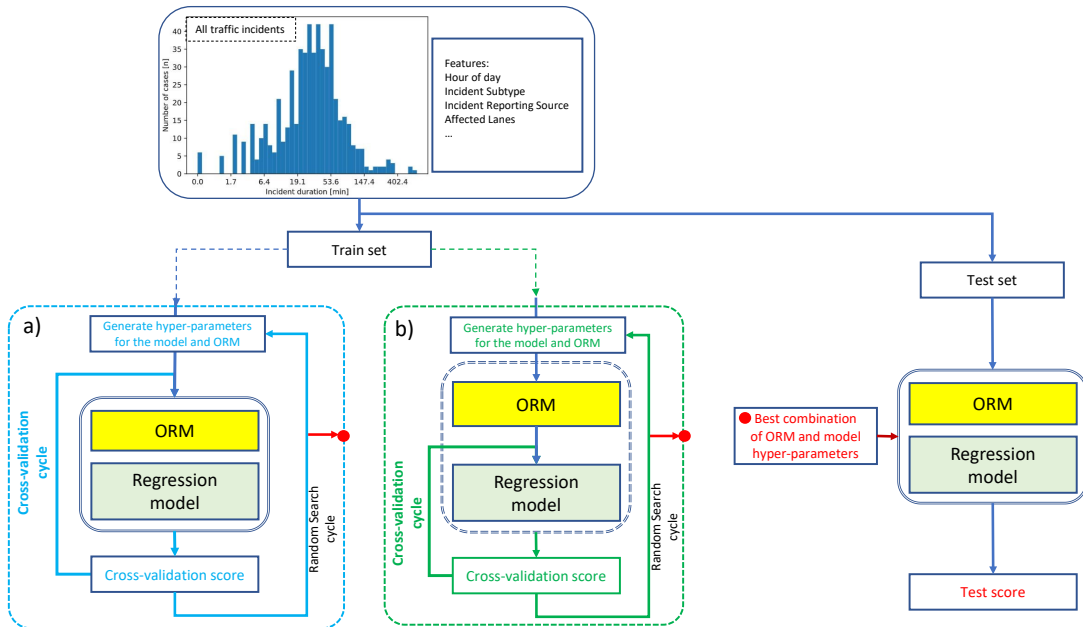 All traffic incidents
Number of cases [n]
40
35
30
25
20
15
10
5
0
0.0 1.7 6.4 19.1 53.6 147.4 402.4
Incident duration [min]
Features:
Hour of day
Incident Subtype
Incident Reporting Source
Affected Lanes
...
Train set
Test set
a)
Generate hyper-parameters
for the model and ORM
ORM
Regression
model
Cross-validation score
Cross-validation
cycle
Random Search
cycle
b)
Generate hyper-parameters
for the model and ORM
ORM
Regression
model
Cross-validation score
Cross-validation
cycle
Random Search
cycle
Best combination
of ORM and model
hyper-parameters
ORM
Regression
model
Test score